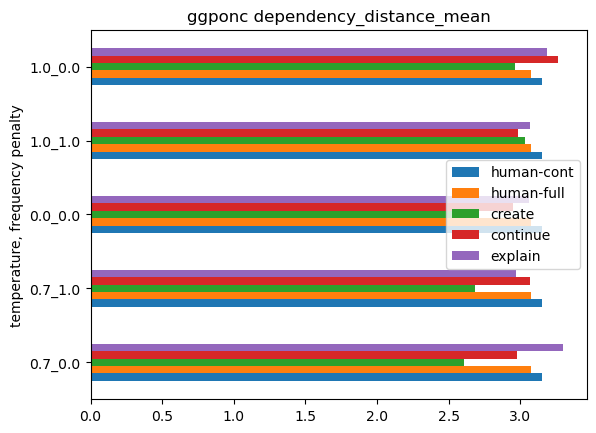 ggponc dependency_distance_mean
temperature, frequency penalty
1.0_0.0
1.0_1.0
0.0_0.0
0.7_1.0
0.7_0.0
human-cont
human-full
create
continue
explain
0.0 0.5 1.0 1.5 2.0 2.5 3.0